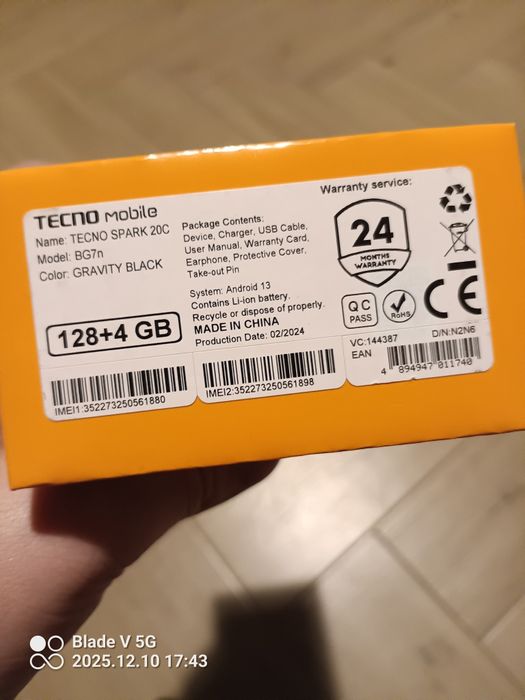 TECNO mobile
Name: TECNO SPARK 20C
Model: BG7n
Color: GRAVITY BLACK
128+4 GB
Package Contents:
Device, Charger, USB Cable,
User Manual, Warranty Card,
Earphone, Protective Cover,
Take-out Pin
System: Android 13
Contains Li-ion battery.
Recycle or dispose of properly.
MADE IN CHINA
Production Date: 02/2024
Warranty service:
24
MONTHS
WARRANTY
QC
PASS
RoHS
CE
IMEI1:352273250561880
IMEI2:352273250561898
VC:144387
D/N:N2N6
EAN
4 894947 011740
Blade V 5G
2025.12.10 17:43